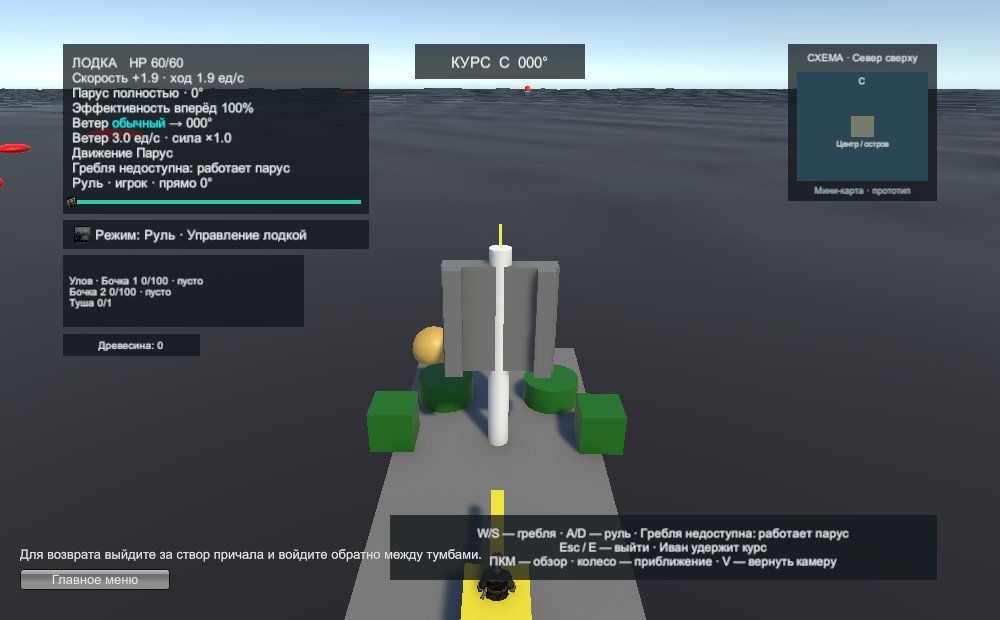 ЛОДКА HP 60/60
Скорость +1.9 · ход 1.9 ед/с
Парус полностью · 0°
Эффективность вперёд 100%
Ветер обычный → 000°
Ветер 3.0 ед/с · сила ×1.0
Движение Парус
Гребля недоступна: работает парус
Руль · игрок · прямо 0°
Режим: Руль · Управление лодкой
Улов · Бочка 1 0/100 · пусто
Бочка 2 0/100 · пусто
Туша 0/1
Древесина: 0
КУРС С 000°
СХЕМА · Север сверху
С
Центр / остров
Мини-карта · прототип
W/S — гребля · A/D — руль · Гребля недоступна: работает парус
Esc / E — выйти · Иван удержит курс
ПКМ — обзор · колесо — приближение · V — вернуть камеру
Для возврата выйдите за створ причала и войдите обратно между тумбами.
Главное меню